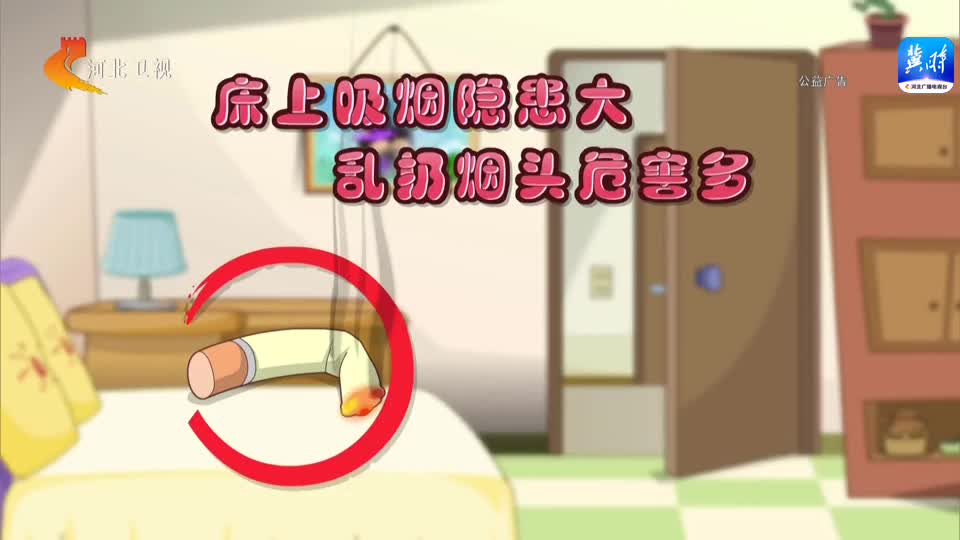 河北卫视
冀时
河北广播电视台
公益广告
床上吸烟隐患大
乱扔烟头危害多